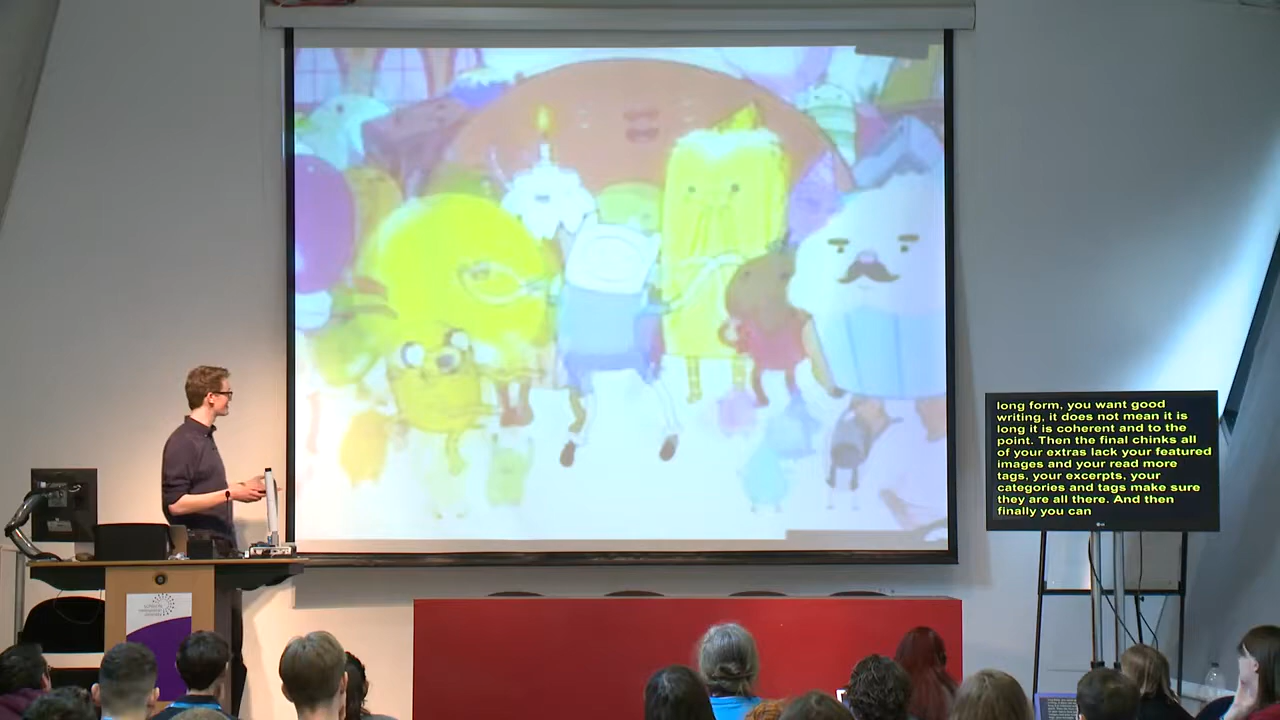 long form, you want good
writing, it does not mean it is
long it is coherent and to the
point. Then the final chinks all
of your extras lack your featured
images and your read more
tags, your excerpts, your
categories and tags make sure
they are all there. And then
finally you can